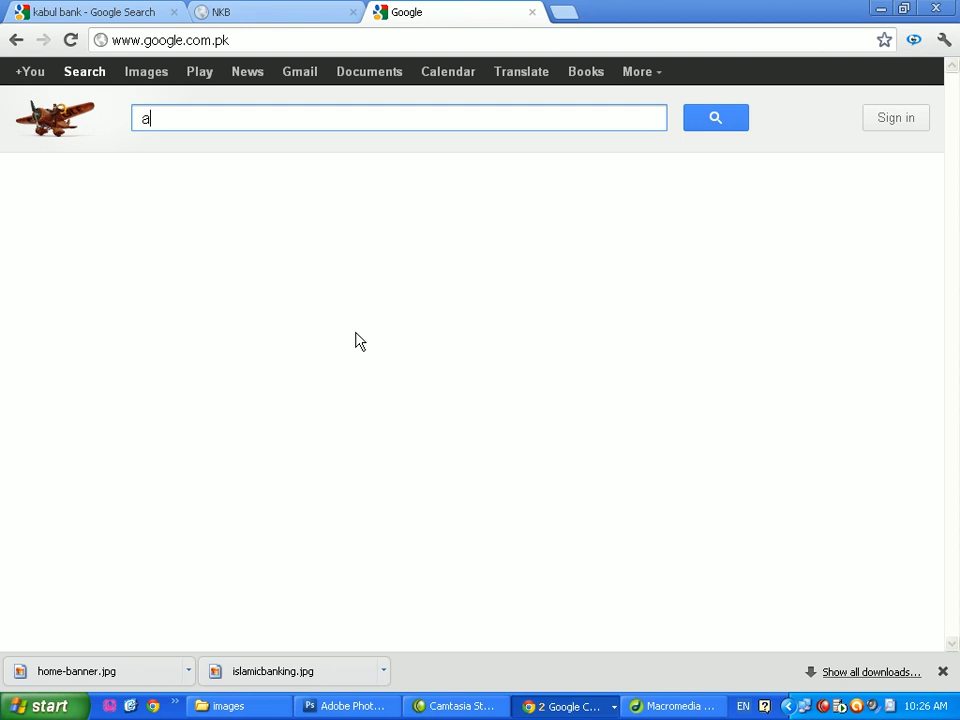 kabul bank - Google Search
NKB
Google
www.google.com.pk
+You Search Images Play News Gmail Documents Calendar Translate Books More
a
Sign in
home-banner.jpg
islamicbanking.jpg
Show all downloads...
start
images
Adobe Phot...
Camtasia St...
2 Google C...
Macromedia ...
EN
10:26 AM